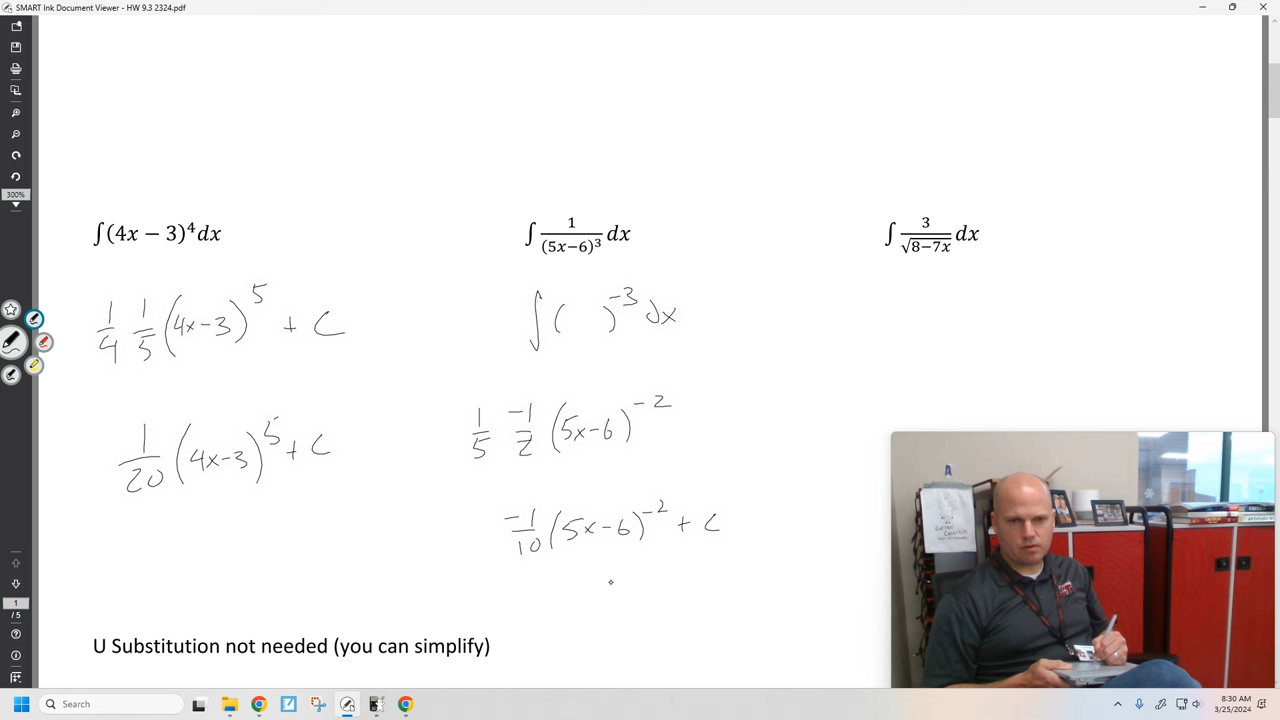 SMART Ink Document Viewer - HW 9.3 2324.pdf
300%
1
/ 5
∫(4x − 3)⁴dx
1/4 1/5 (4x-3)^5 + C
1/20 (4x-3)^5 + C
∫ 1/(5x−6)³ dx
∫( )^-3 dx
1/5 -1/2 (5x-6)^-2
-1/10 (5x-6)^-2 + C
∫ 3/√(8−7x) dx
U Substitution not needed (you can simplify)
Search
8:30 AM
3/25/2024